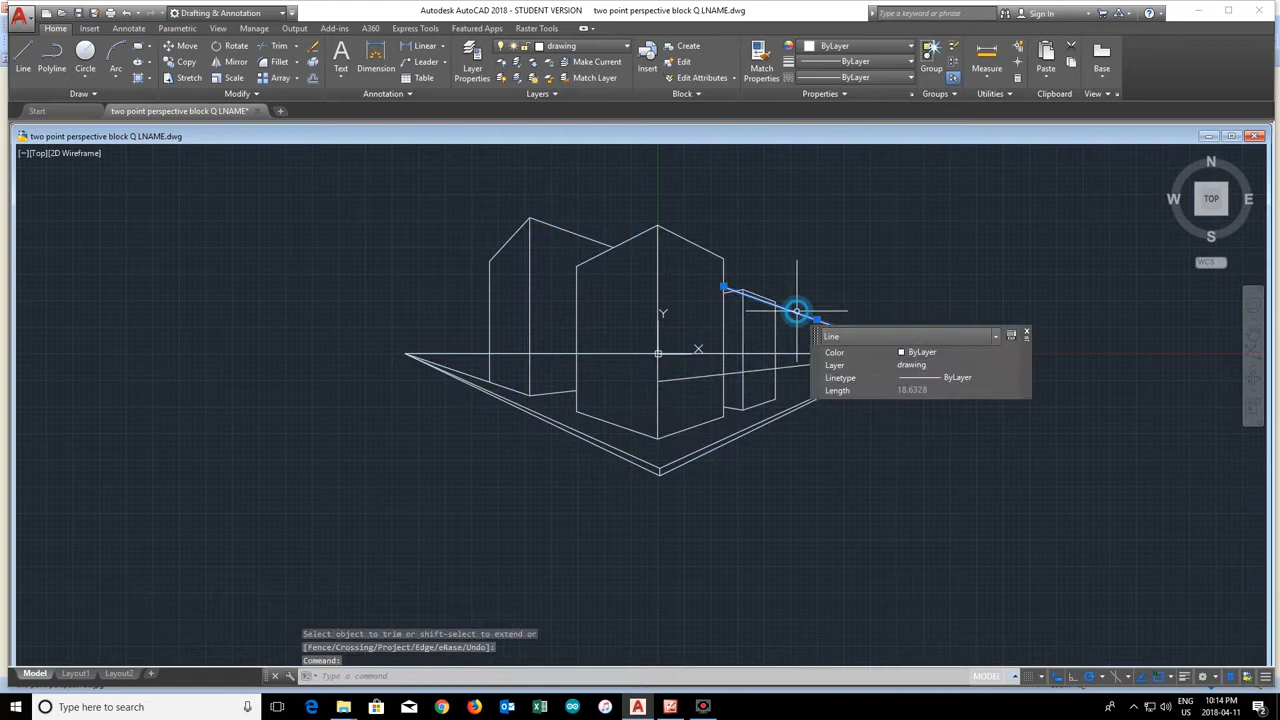 Drafting & Annotation
Autodesk AutoCAD 2018 - STUDENT VERSION two point perspective block Q LNAME.dwg
Type a keyword or phrase
Sign In
Home Insert Annotate Parametric View Manage Output Add-ins A360 Express Tools Featured Apps Raster Tools
Line
Polyline
Circle
Arc
Draw
Move Rotate Trim
Copy Mirror Fillet
Stretch Scale Array
Modify
Text
Dimension
Linear
Leader
Table
Annotation
Layer Properties
drawing
Make Current
Match Layer
Layers
Insert
Create
Edit
Edit Attributes
Block
Match Properties
ByLayer
ByLayer
ByLayer
Properties
Group
Groups
Measure
Utilities
Paste
Clipboard
Base
View
Start two point perspective block Q LNAME*
two point perspective block Q LNAME.dwg
[−][Top][2D Wireframe]
N
W TOP E
S
WCS
Y
X
Line
Color ByLayer
Layer drawing
Linetype ByLayer
Length 18.6328
Select object to trim or shift-select to extend or
[Fence/Crossing/Project/Edge/eRase/Undo]:
Command:
Type a command
Model Layout1 Layout2
MODEL
Type here to search
ENG
US
10:14 PM
2018-04-11